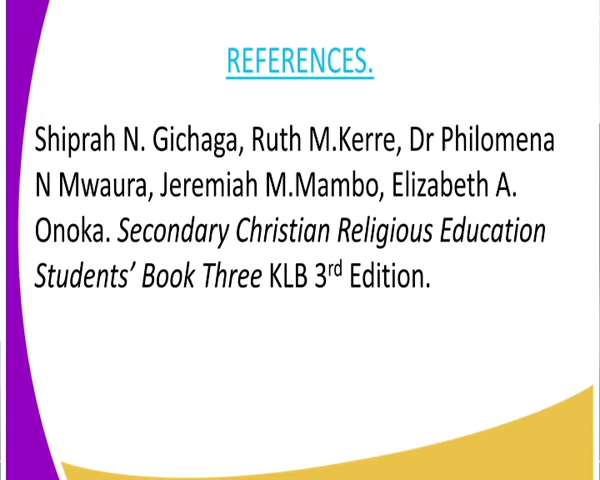 REFERENCES.
Shiprah N. Gichaga, Ruth M.Kerre, Dr Philomena
N Mwaura, Jeremiah M.Mambo, Elizabeth A.
Onoka. Secondary Christian Religious Education
Students’ Book Three KLB 3rd Edition.